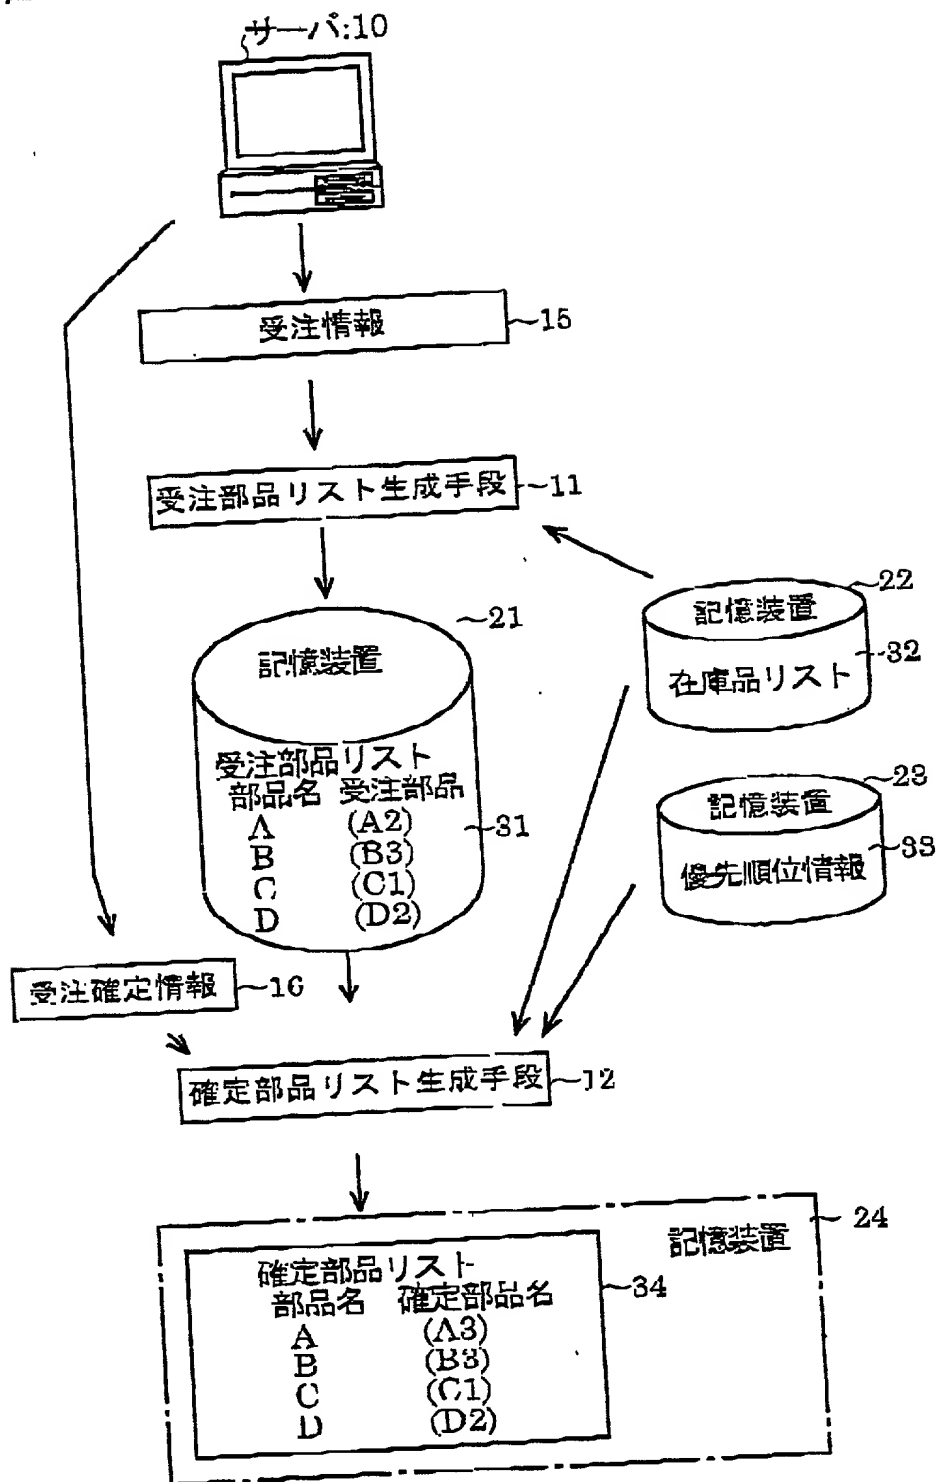 サーバ:10
受注情報
15
受注部品リスト生成手段
11
22
記憶装置
32
在庫品リスト
21
記憶装置
受注部品リスト
部品名 受注部品
A (A2)
B (B3)
C (C1)
D (D2)
31
23
記憶装置
33
優先順位情報
受注確定情報
16
確定部品リスト生成手段
12
24
記憶装置
34
確定部品リスト
部品名 確定部品名
A (A3)
B (B3)
C (C1)
D (D2)